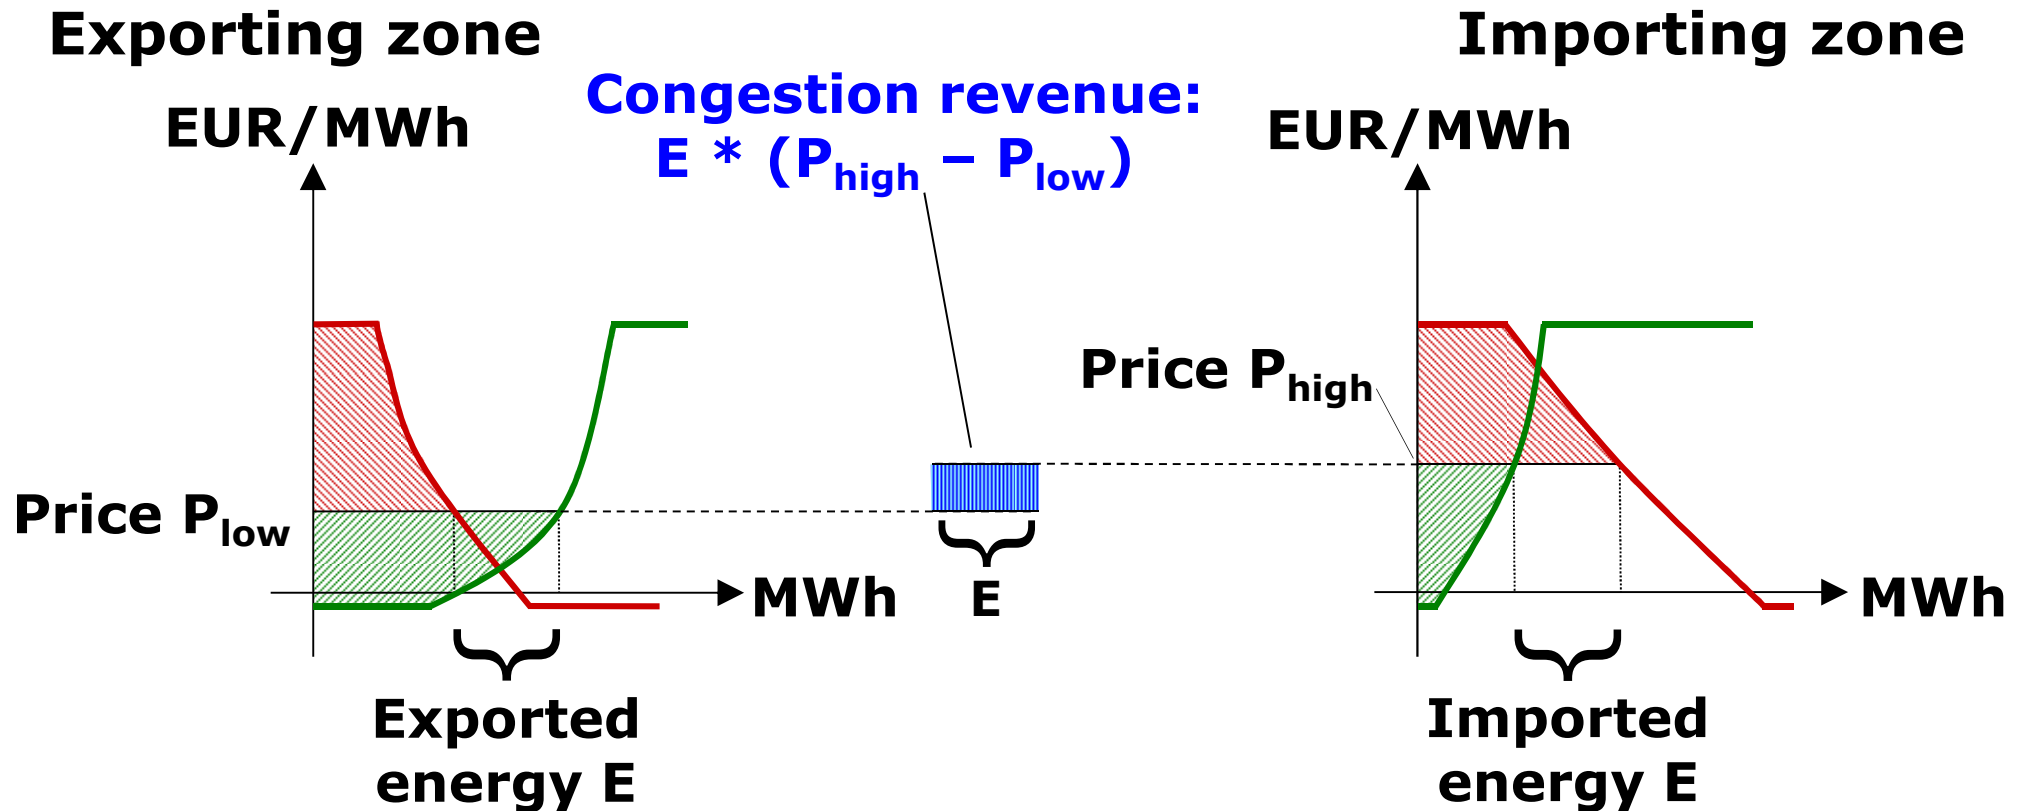 Exporting zone
Importing zone
Congestion revenue:
E * (Phigh – Plow)
EUR/MWh
EUR/MWh
Price Phigh
Price Plow
MWh
E
MWh
Exported
energy E
Imported
energy E